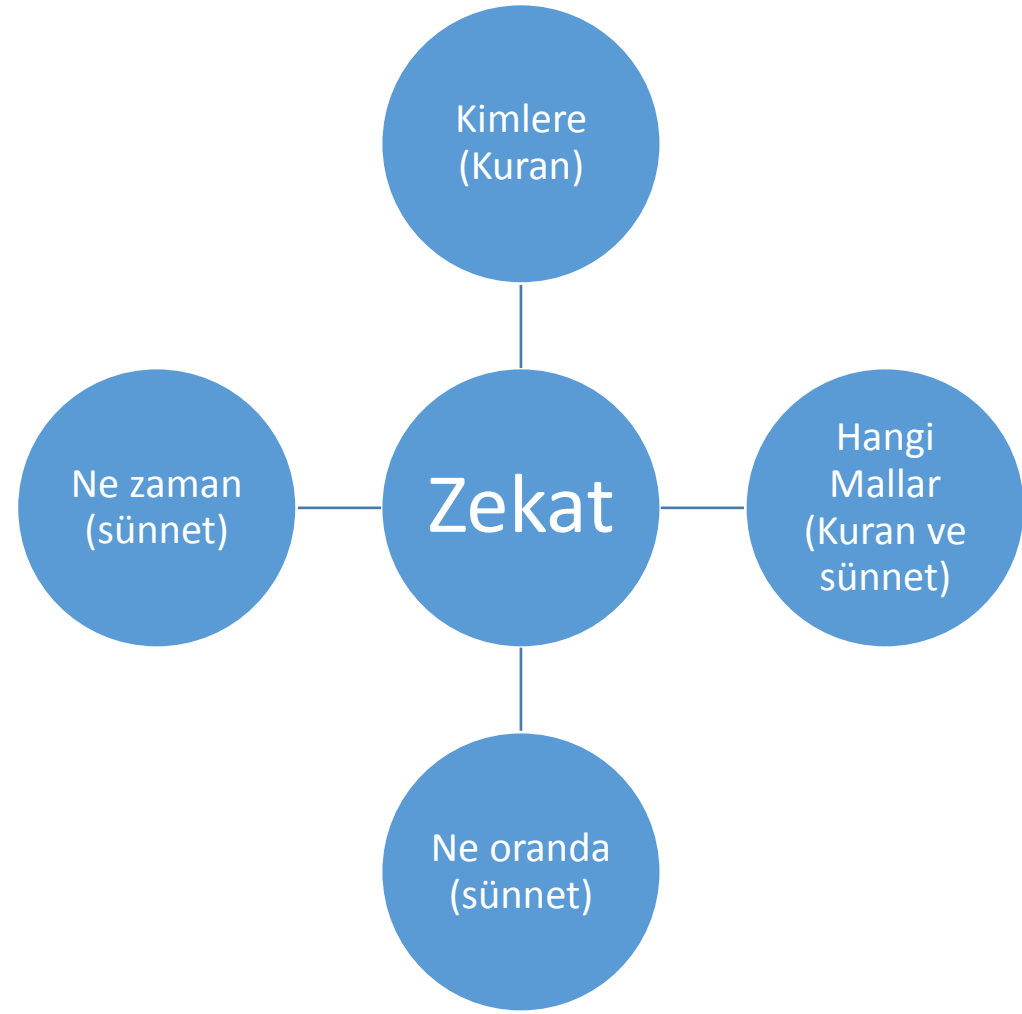 Kimlere
(Kuran)
Ne zaman
(sünnet)
Zekat
Hangi
Mallar
(Kuran ve
sünnet)
Ne oranda
(sünnet)